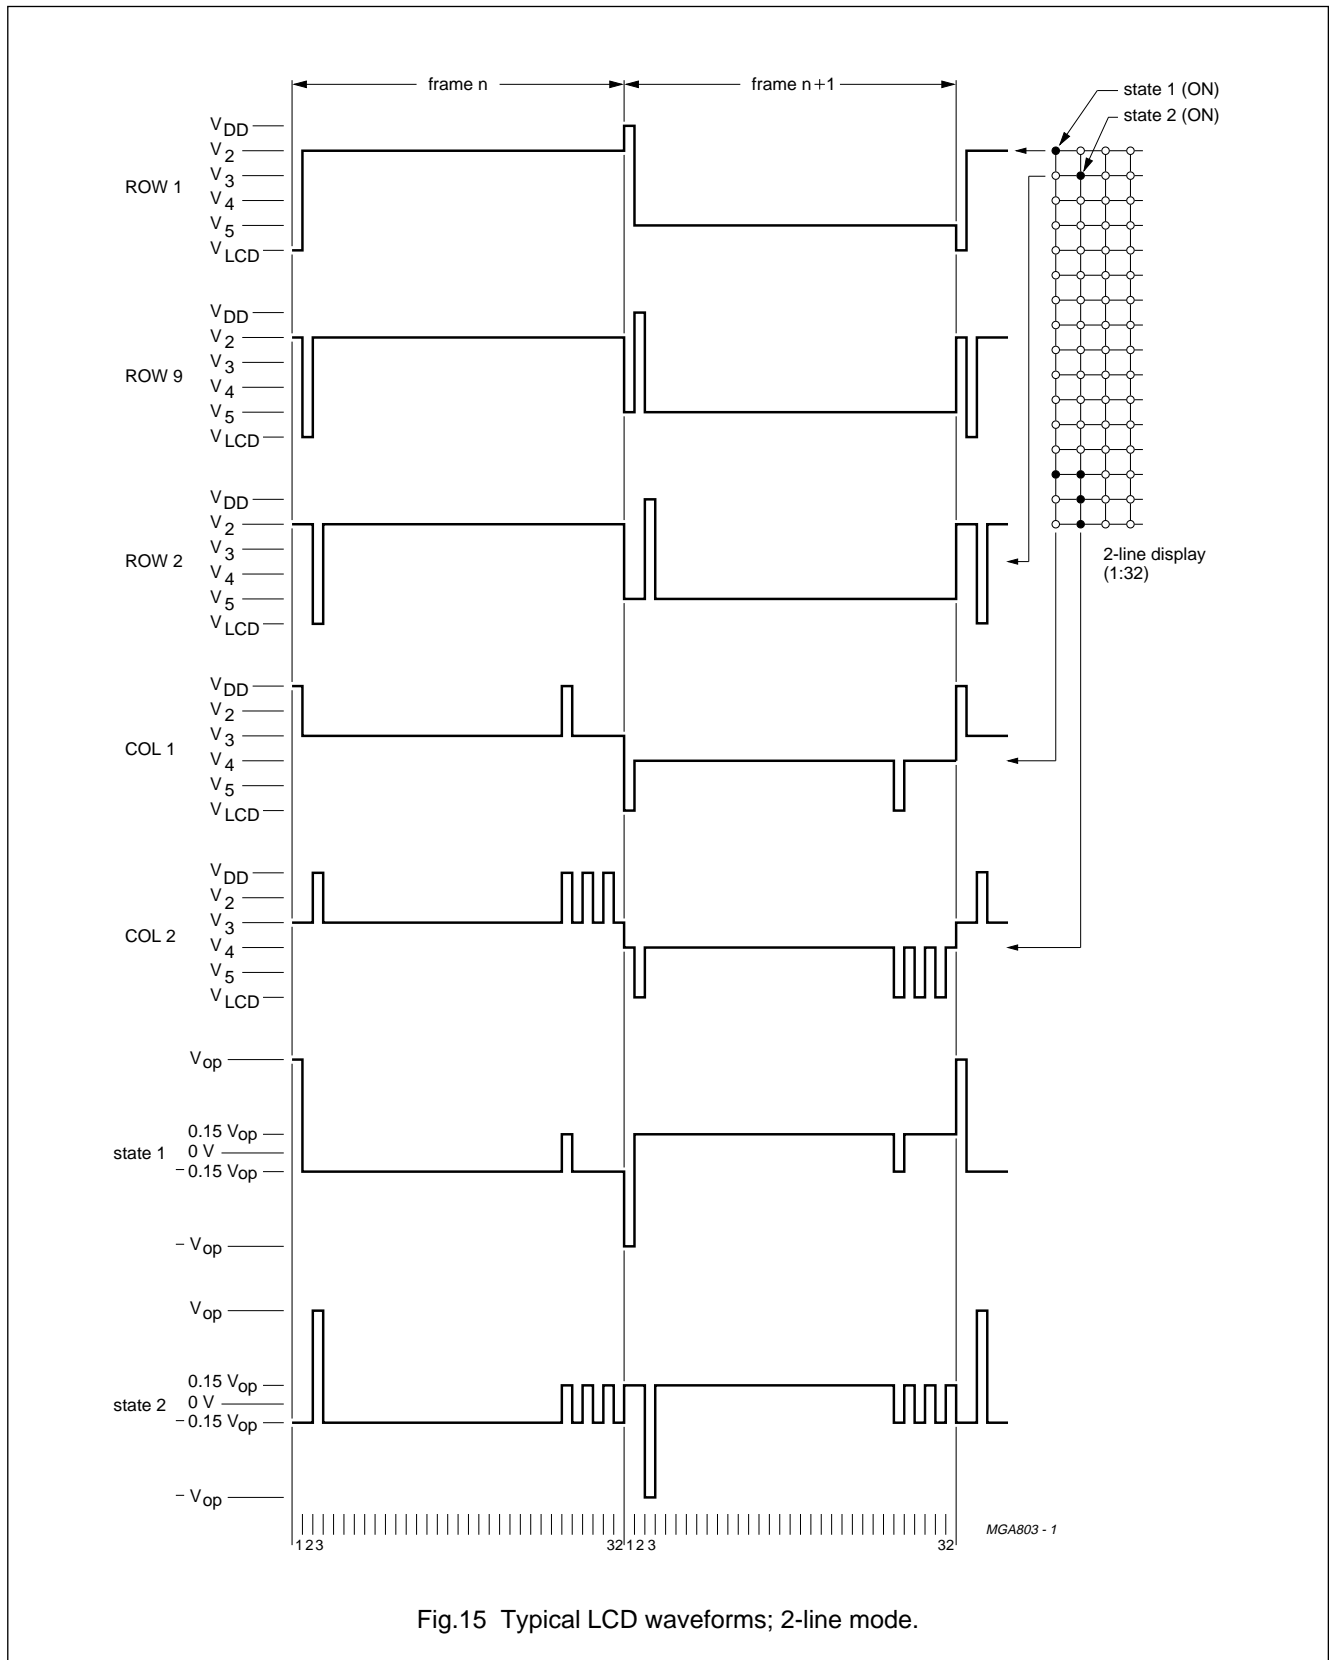 frame n
frame n+1
state 1 (ON)
state 2 (ON)
ROW 1
VDD
V2
V3
V4
V5
VLCD
ROW 9
VDD
V2
V3
V4
V5
VLCD
ROW 2
VDD
V2
V3
V4
V5
VLCD
2-line display
(1:32)
COL 1
VDD
V2
V3
V4
V5
VLCD
COL 2
VDD
V2
V3
V4
V5
VLCD
state 1
Vop
0.15 Vop
0 V
−0.15 Vop
−Vop
state 2
Vop
0.15 Vop
0 V
−0.15 Vop
−Vop
1 2 3 32 1 2 3 32
MGA803 - 1
Fig.15 Typical LCD waveforms; 2-line mode.